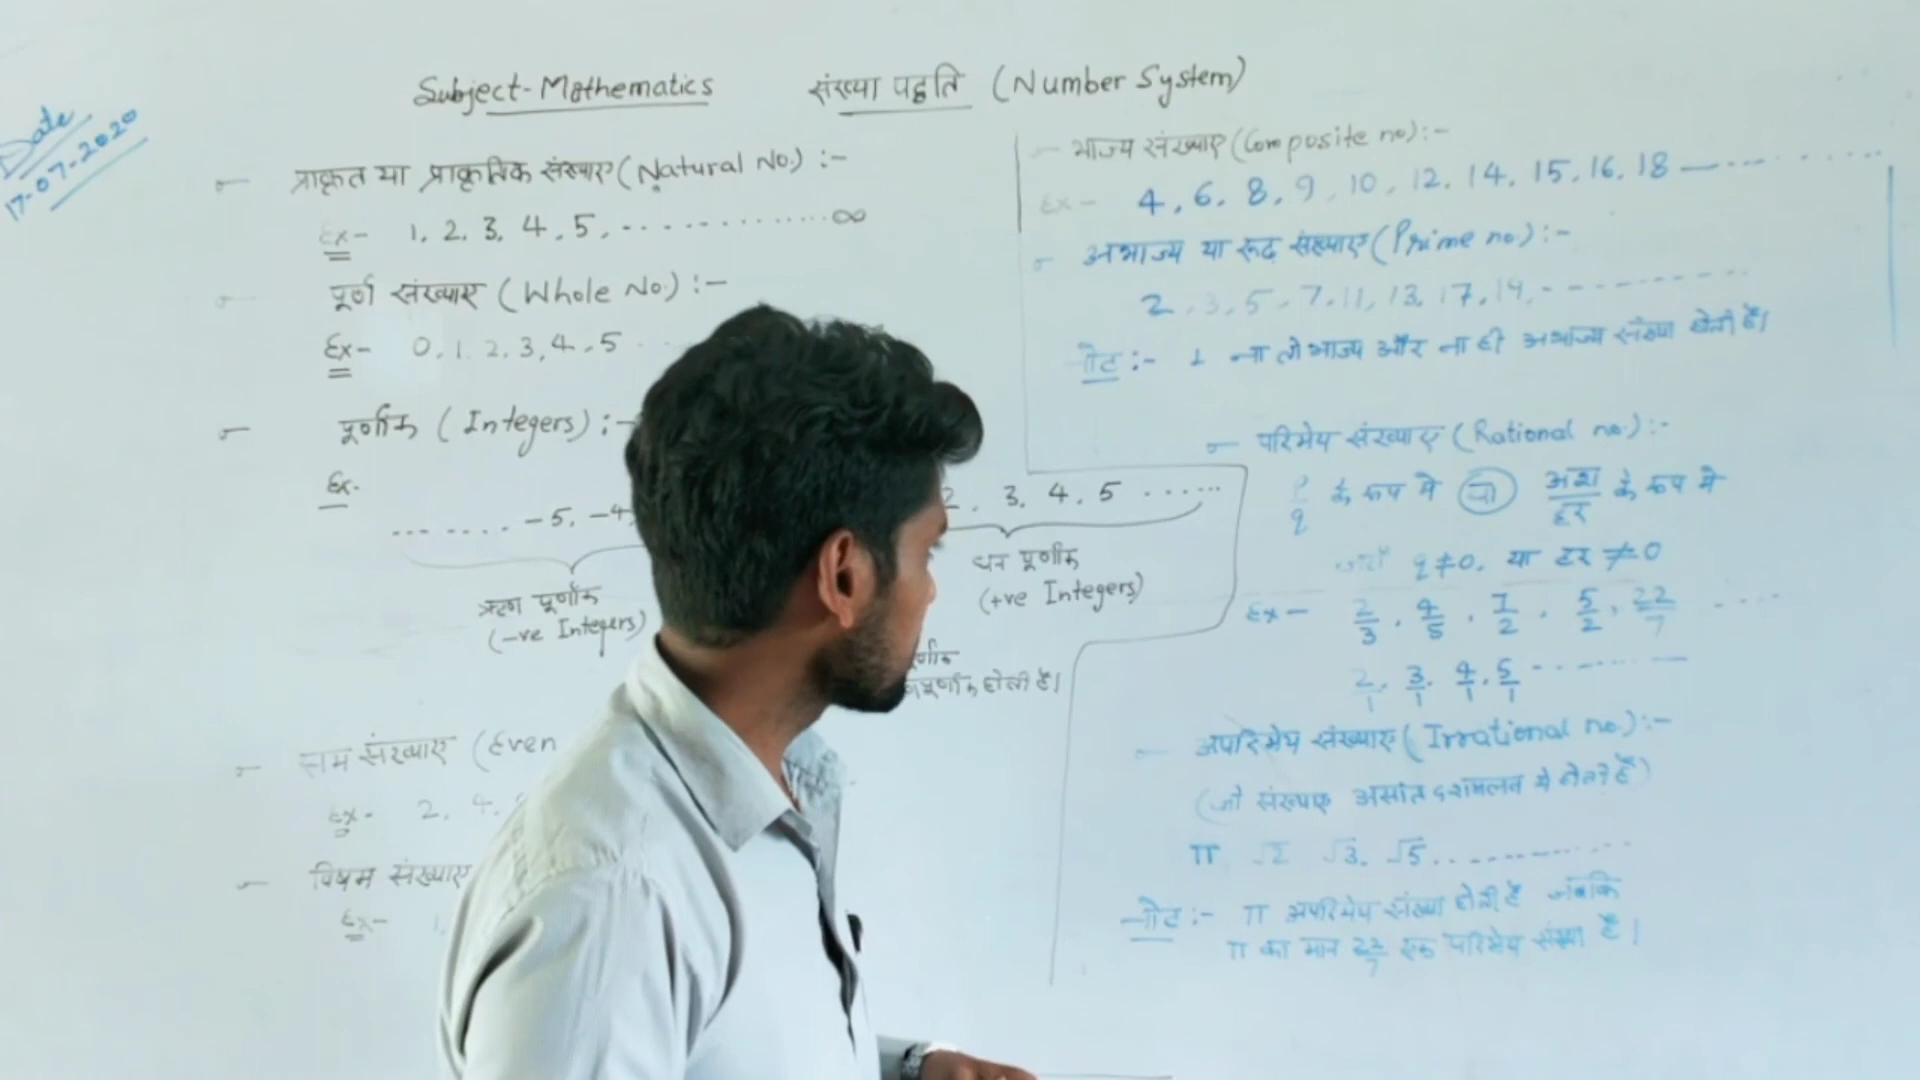 Date
17-07-2020
Subject-Mathematics संख्या पद्धति (Number System)
प्राकृत या प्राकृतिक संख्याए (Natural No.) :-
Ex- 1, 2, 3, 4, 5, ............... ∞
पूर्ण संख्याए (Whole No.) :-
Ex- 0, 1, 2, 3, 4, 5
पूर्णांक (Integers) :-
Ex.
........ -5, -4,
2, 3, 4, 5 ......
ऋण पूर्णांक
(-ve Integers)
धन पूर्णांक
(+ve Integers)
होती है।
सम संख्याए (Even
Ex- 2, 4,
विषम संख्याए
Ex- 1,
भाज्य संख्याए (Composite no) :-
Ex- 4, 6, 8, 9, 10, 12, 14, 15, 16, 18 ----
अभाज्य या रूढ संख्याए (Prime no.) :-
2, 3, 5, 7, 11, 13, 17, 19, --------
नोट :- 1 ना तो भाज्य और ना ही अभाज्य संख्या होती है।
परिमेय संख्याए (Rational no.) :-
p/q के रूप मे या अंश/हर के रूप मे
जहाँ q ≠ 0, या हर ≠ 0
Ex- 2/3, 4/5, 7/2, 5/2, 22/7 ----
2/1, 3/1, 4/1, 5/1 --------
अपरिमेय संख्याए (Irrational no.) :-
(जो संख्याए असांत दशमलव मे होती है)
π √2 √3, √5 ..........
नोट :- π अपरिमेय संख्या होती है जबकि
π का मान 22/7 एक परिमेय संख्या है।